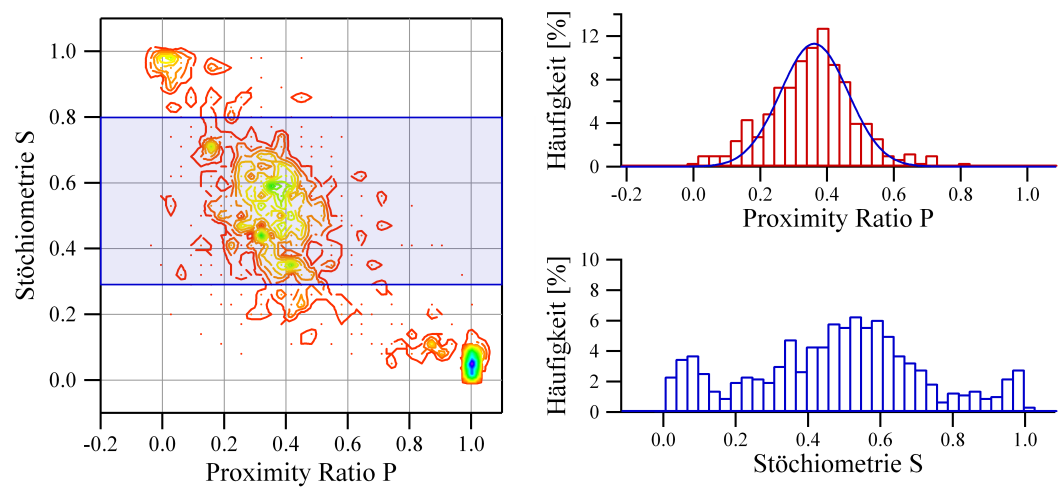 Stöchiometrie S
1.0
0.8
0.6
0.4
0.2
0.0
-0.2 0.0 0.2 0.4 0.6 0.8 1.0
Proximity Ratio P
Häufigkeit [%]
12
8
4
0
-0.2 0.0 0.2 0.4 0.6 0.8 1.0
Proximity Ratio P
Häufigkeit [%]
10
8
6
4
2
0
0.0 0.2 0.4 0.6 0.8 1.0
Stöchiometrie S